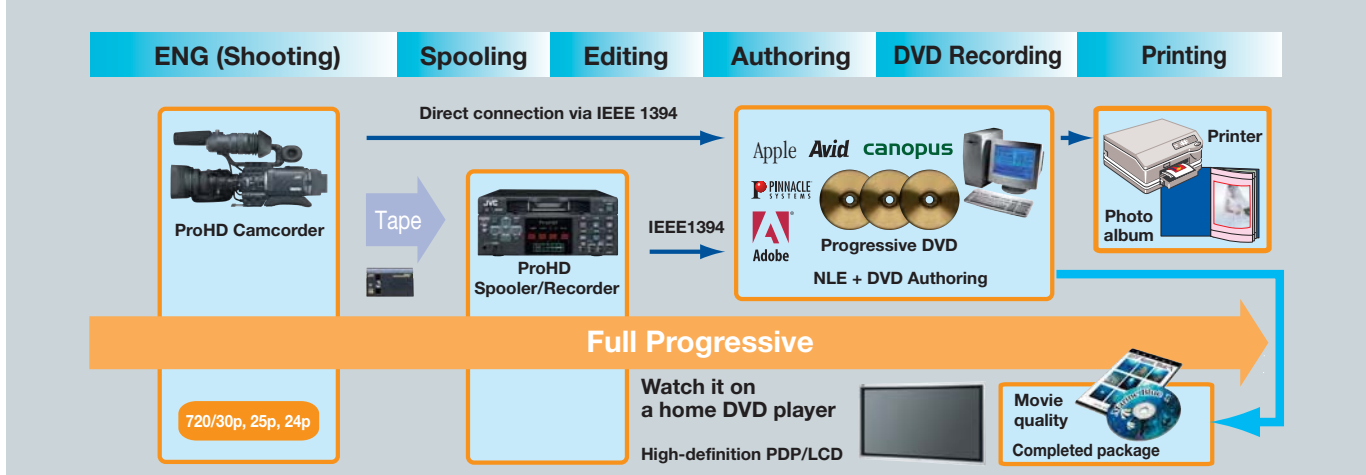 ENG (Shooting)
Spooling
Editing
Authoring
DVD Recording
Printing
Direct connection via IEEE 1394
ProHD Camcorder
Tape
JVC
ProHD
Spooler/Recorder
IEEE1394
Apple
Avid
canopus
PINNACLE
SYSTEMS
Adobe
Progressive DVD
NLE + DVD Authoring
Printer
Photo
album
Full Progressive
720/30p, 25p, 24p
Watch it on
a home DVD player
High-definition PDP/LCD
Movie
quality
Completed package
Marine Blue